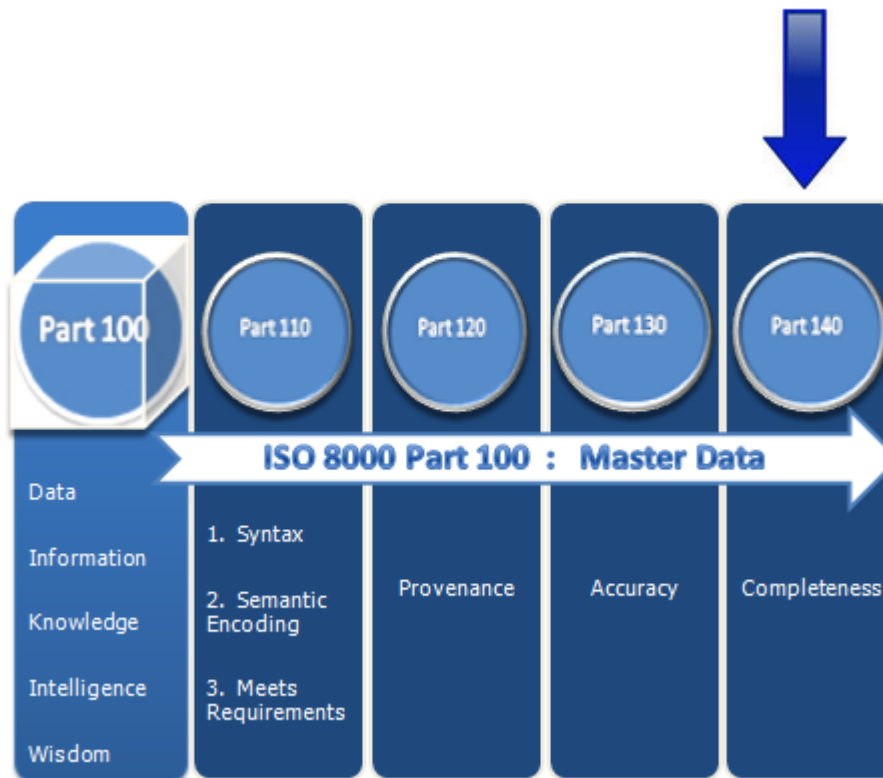 Part 100
Part 110
Part 120
Part 130
Part 140
ISO 8000 Part 100 : Master Data
Data
Information
Knowledge
Intelligence
Wisdom
1. Syntax
2. Semantic
Encoding
3. Meets
Requirements
Provenance
Accuracy
Completeness